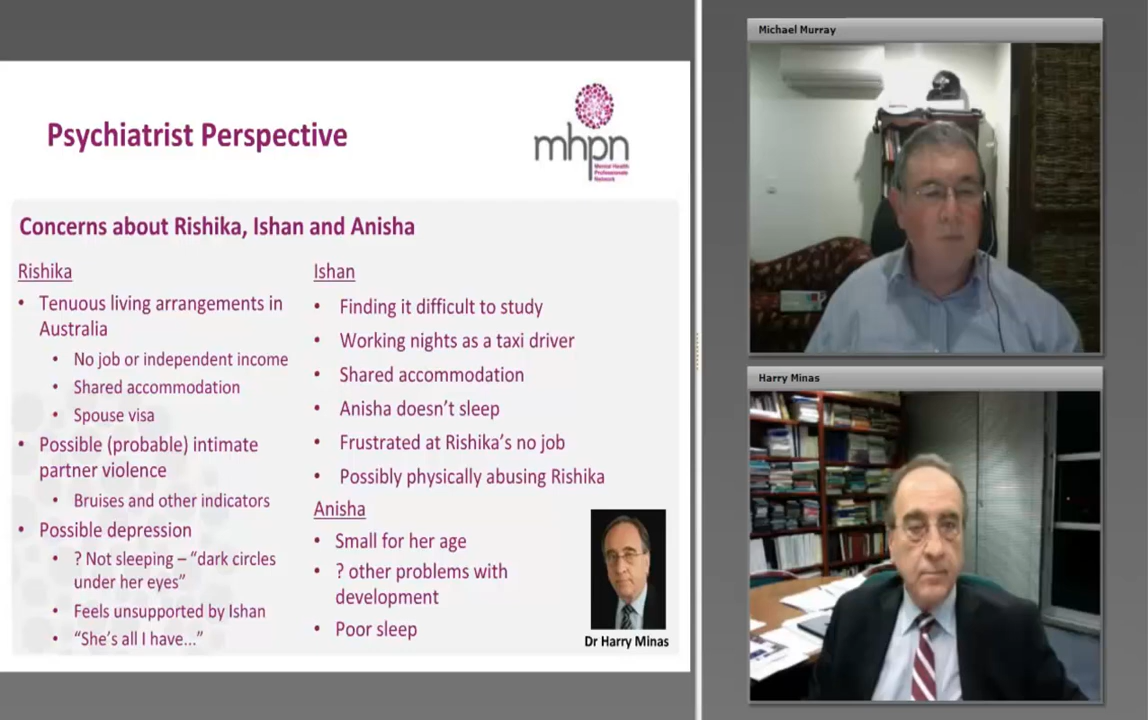 Psychiatrist Perspective
mhpn
Mental Health
Professionals
Network
Concerns about Rishika, Ishan and Anisha
Rishika
• Tenuous living arrangements in
Australia
• No job or independent income
• Shared accommodation
• Spouse visa
• Possible (probable) intimate
partner violence
• Bruises and other indicators
• Possible depression
• ? Not sleeping – “dark circles
under her eyes”
• Feels unsupported by Ishan
• “She’s all I have...”
Ishan
• Finding it difficult to study
• Working nights as a taxi driver
• Shared accommodation
• Anisha doesn’t sleep
• Frustrated at Rishika’s no job
• Possibly physically abusing Rishika
Anisha
• Small for her age
• ? other problems with
development
• Poor sleep
Dr Harry Minas
Michael Murray
Harry Minas